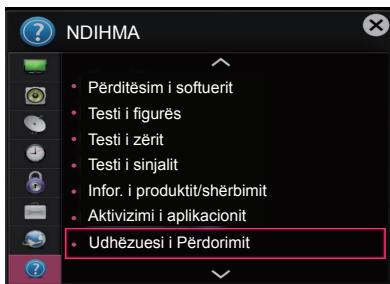 NDIHMA
Përditësim i softuerit
Testi i figurës
Testi i zërit
Testi i sinjalit
Infor. i produktit/shërbimit
Aktivizimi i aplikacionit
Udhëzuesi i Përdorimit